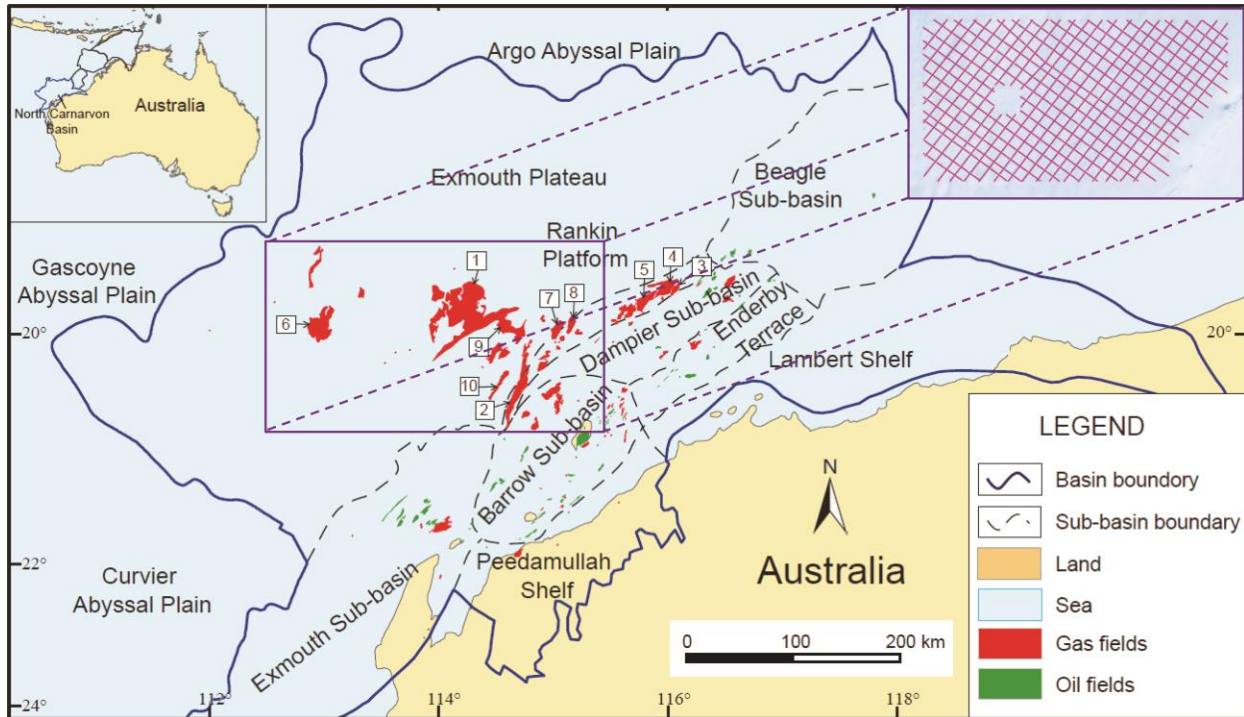 Australia
North Carnarvon
Basin
Argo Abyssal Plain
Exmouth Plateau
Beagle
Sub-basin
Rankin
Platform
Gascoyne
Abyssal Plain
1
4
3
5
7
8
6
9
10
2
Dampier Sub-basin
Enderby
Terrace
Lambert Shelf
Barrow Sub-basin
20°
20°
22°
24°
Curvier
Abyssal Plain
Exmouth Sub-basin
Peedamullah
Shelf
N
Australia
0 100 200 km
112° 114° 116° 118°
LEGEND
Basin boundory
Sub-basin boundary
Land
Sea
Gas fields
Oil fields